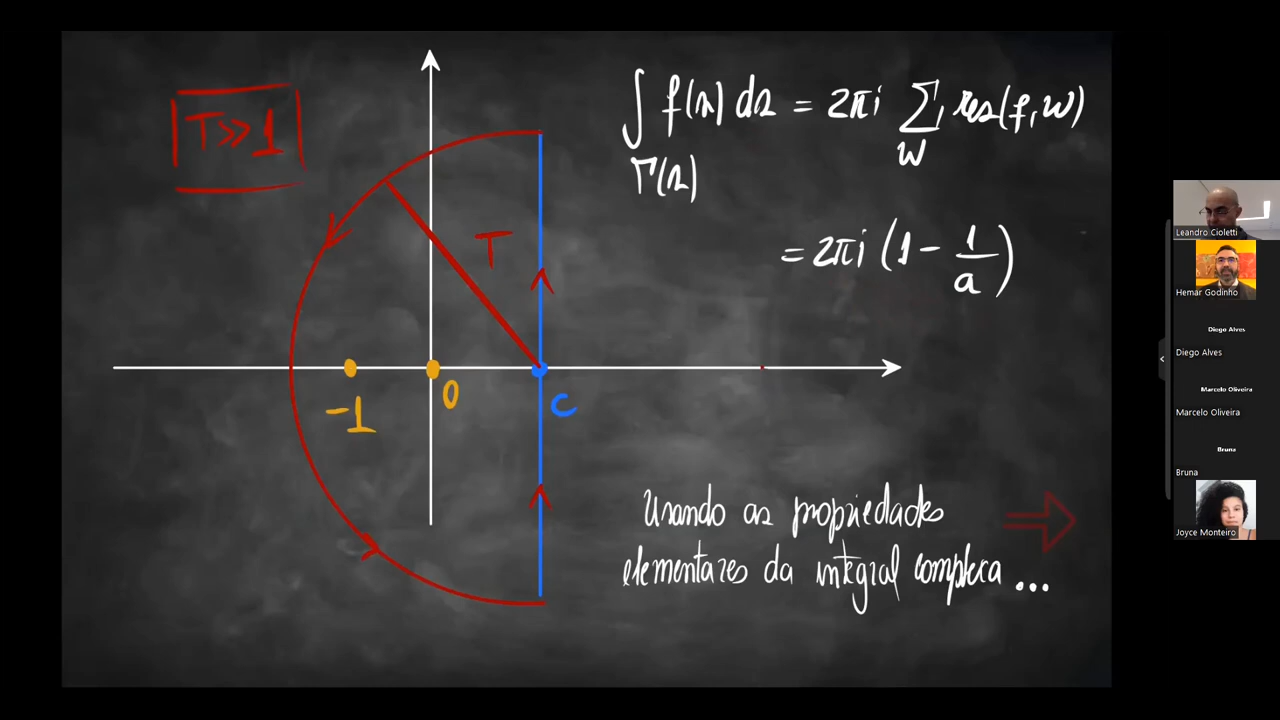 T>>1
∫ f(s) ds = 2πi Σ res(f, w)
Γ(s) w
= 2πi (1 - 1/a)
T
-1
0
c
Usando as propriedades
elementares da integral complexa ...
Leandro Cioletti
Hemar Godinho
Diego Alves
Diego Alves
Marcelo Oliveira
Marcelo Oliveira
Bruna
Bruna
Joyce Monteiro